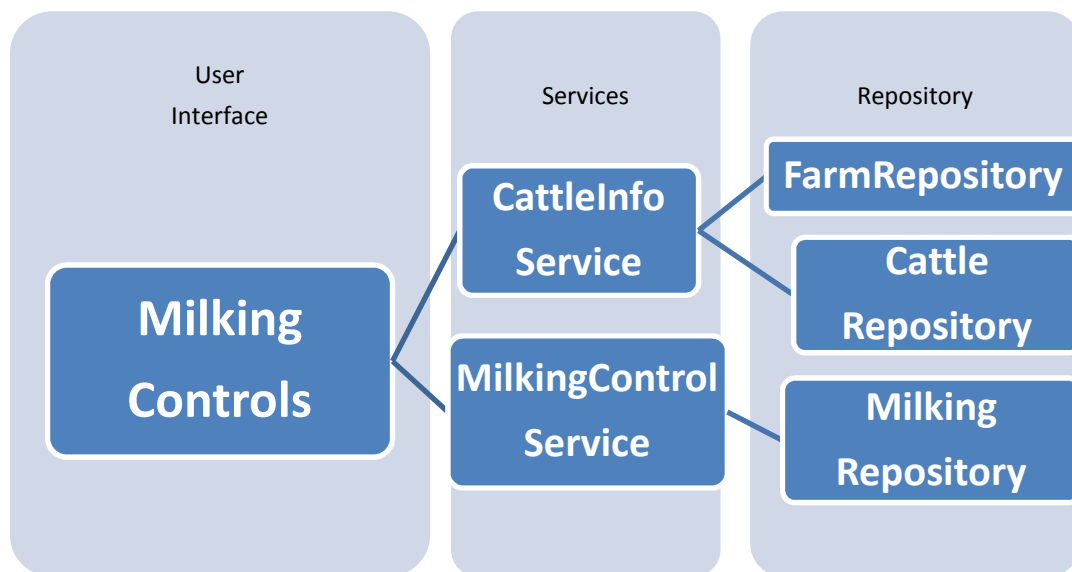 User
Interface
Services
Repository
Milking
Controls
CattleInfo
Service
MilkingControl
Service
FarmRepository
Cattle
Repository
Milking
Repository